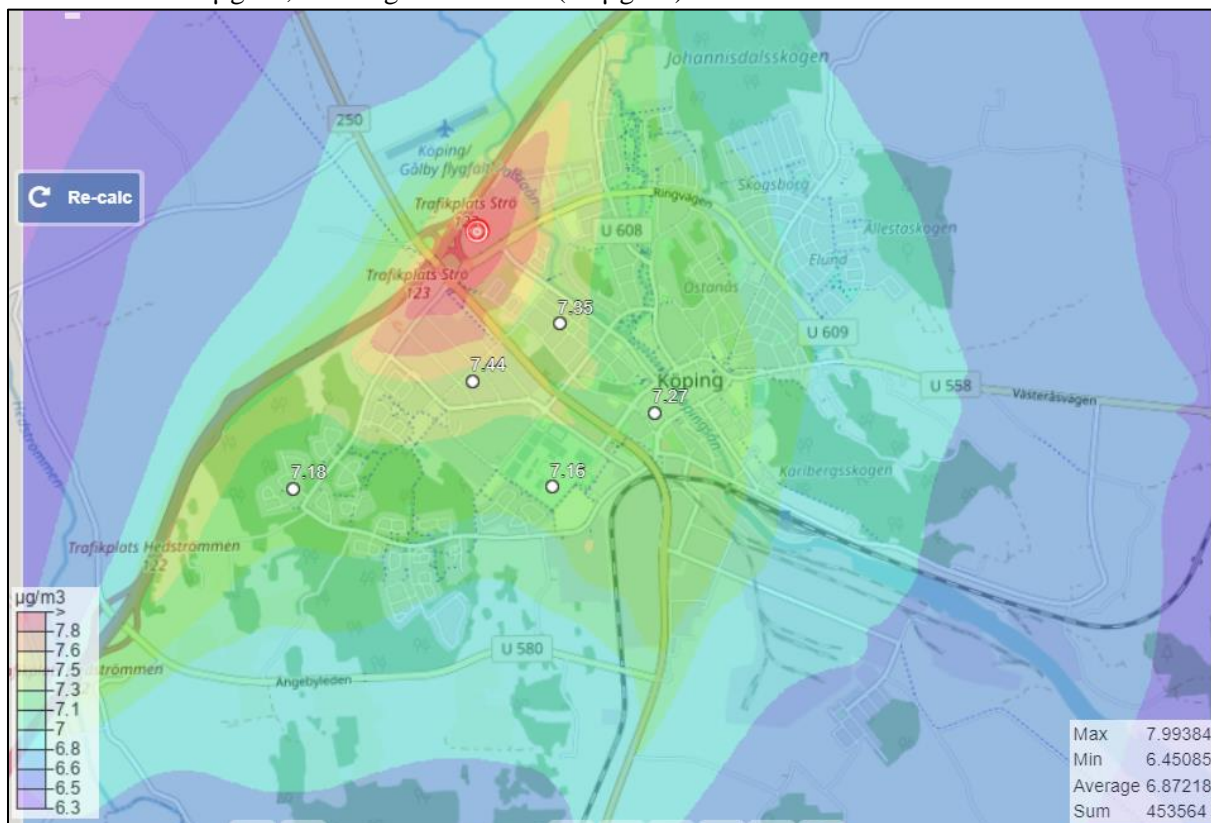 Johannisdalsskogen
250
Köping/
Gålby flygfält
Re-calc
Trafikplats Strö
Ringvägen
Skogsborg
U 608
Ällestaskogen
Elund
Trafikplats Strö
123
Östanås
7.35
U 609
7.44
Köping
U 558
Västeråsvägen
7.27
Hedströmmen
Karlbergsskogen
7.18
7.16
Trafikplats Hedströmmen
122
µg/m3
>
7.8
7.6
7.5
7.3
7.1
7
6.8
6.6
6.5
6.3
U 580
Ängebyleden
Max 7.99384
Min 6.45085
Average 6.87218
Sum 453564